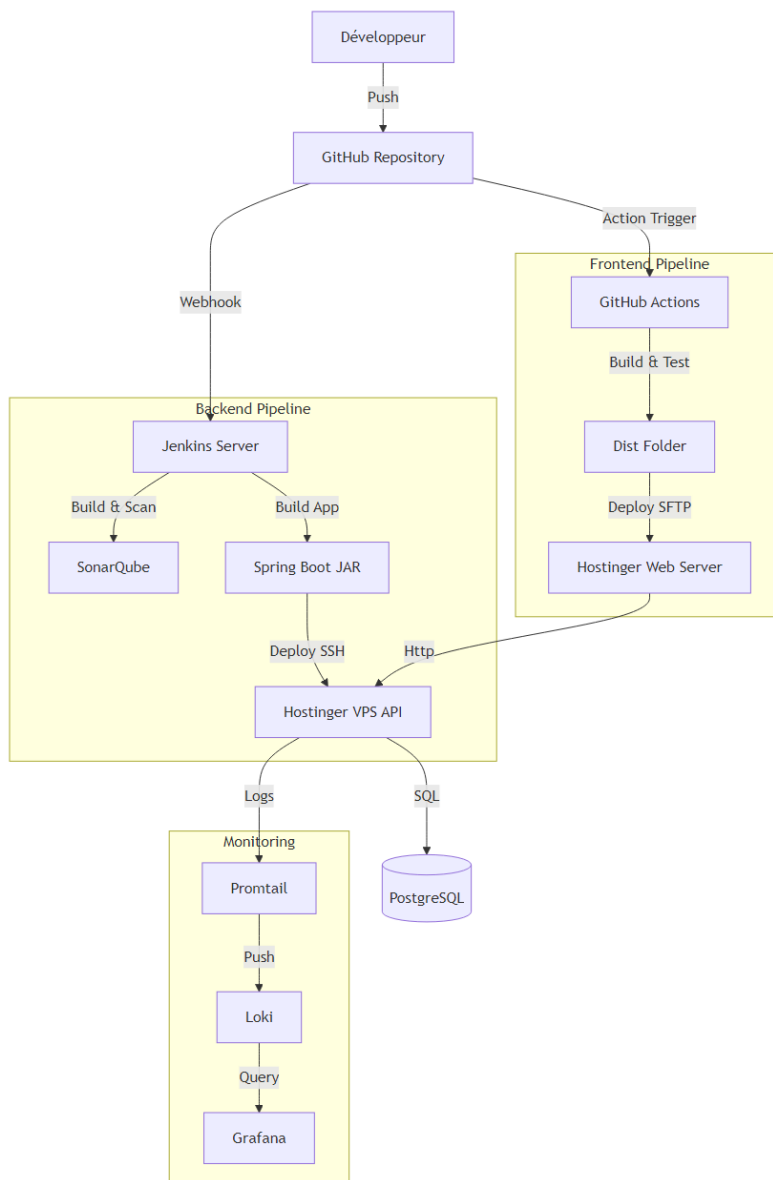 Développeur
Push
GitHub Repository
Action Trigger
Frontend Pipeline
GitHub Actions
Webhook
Build & Test
Backend Pipeline
Jenkins Server
Dist Folder
Build & Scan
Build App
Deploy SFTP
SonarQube
Spring Boot JAR
Hostinger Web Server
Deploy SSH
Http
Hostinger VPS API
Logs
SQL
Monitoring
Promtail
PostgreSQL
Push
Loki
Query
Grafana